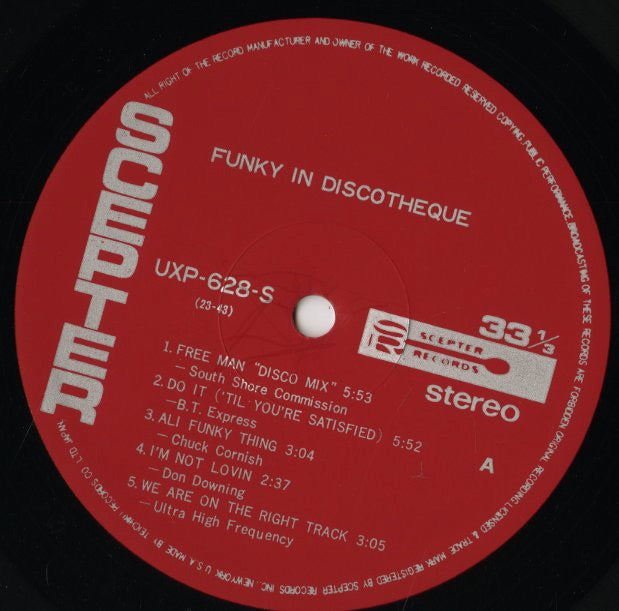 ALL RIGHT OF THE RECORD MANUFACTURER AND OWNER OF THE WORK RECORDED RESERVED COPYING, PUBLIC PERFORMANCE, BROADCASTING OF THESE RECORDS ARE FORBIDDEN ORIGINAL RECORDING LICENSED & TRADE MARK REGISTERED BY SCEPTER RECORDS INC. NEWYORK U.S.A MADE BY TEICHIKU RECORDS CO LTD JAPAN
SCEPTER
FUNKY IN DISCOTHEQUE
UXP-628-S
(23-43)
33 1/3
SR SCEPTER
RECORDS
stereo
A
1. FREE MAN "DISCO MIX" 5:53
— South Shore Commission
2. DO IT ('TIL YOU'RE SATISFIED) 5:52
— B.T. Express
3. ALI FUNKY THING 3:04
— Chuck Cornish
4. I'M NOT LOVIN 2:37
— Don Downing
5. WE ARE ON THE RIGHT TRACK 3:05
— Ultra High Frequency